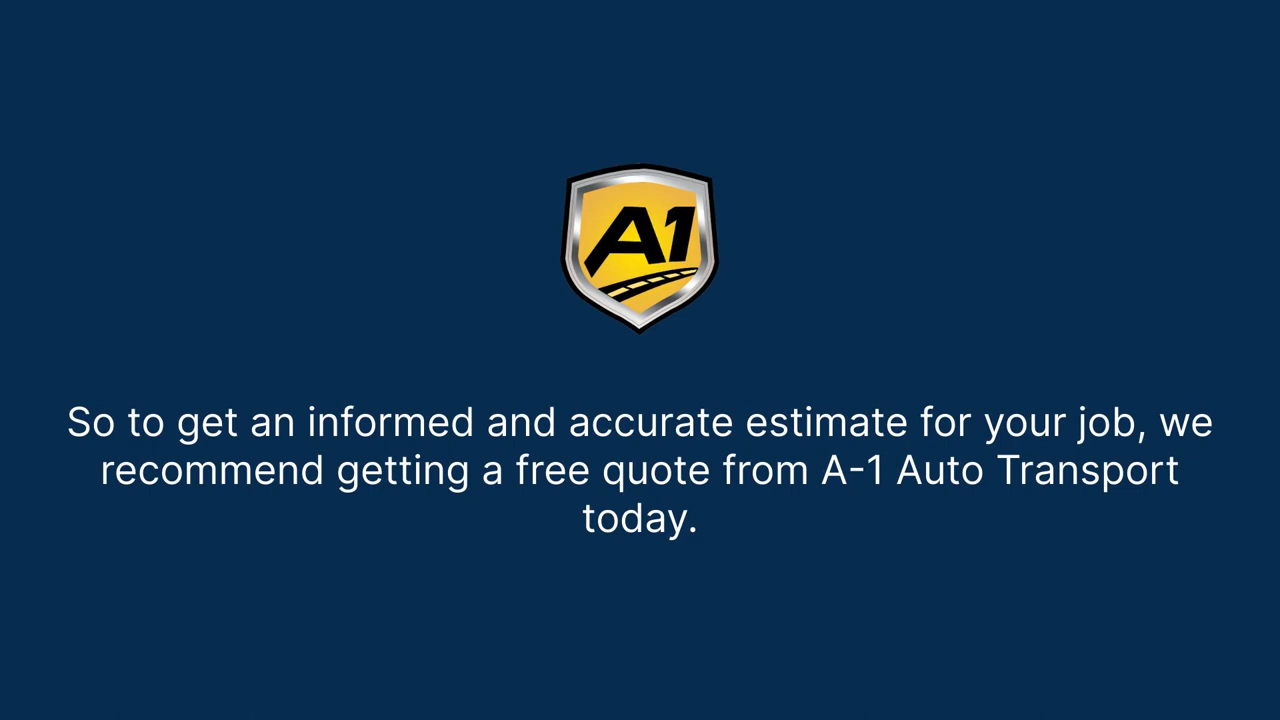 A1
So to get an informed and accurate estimate for your job, we
recommend getting a free quote from A-1 Auto Transport
today.